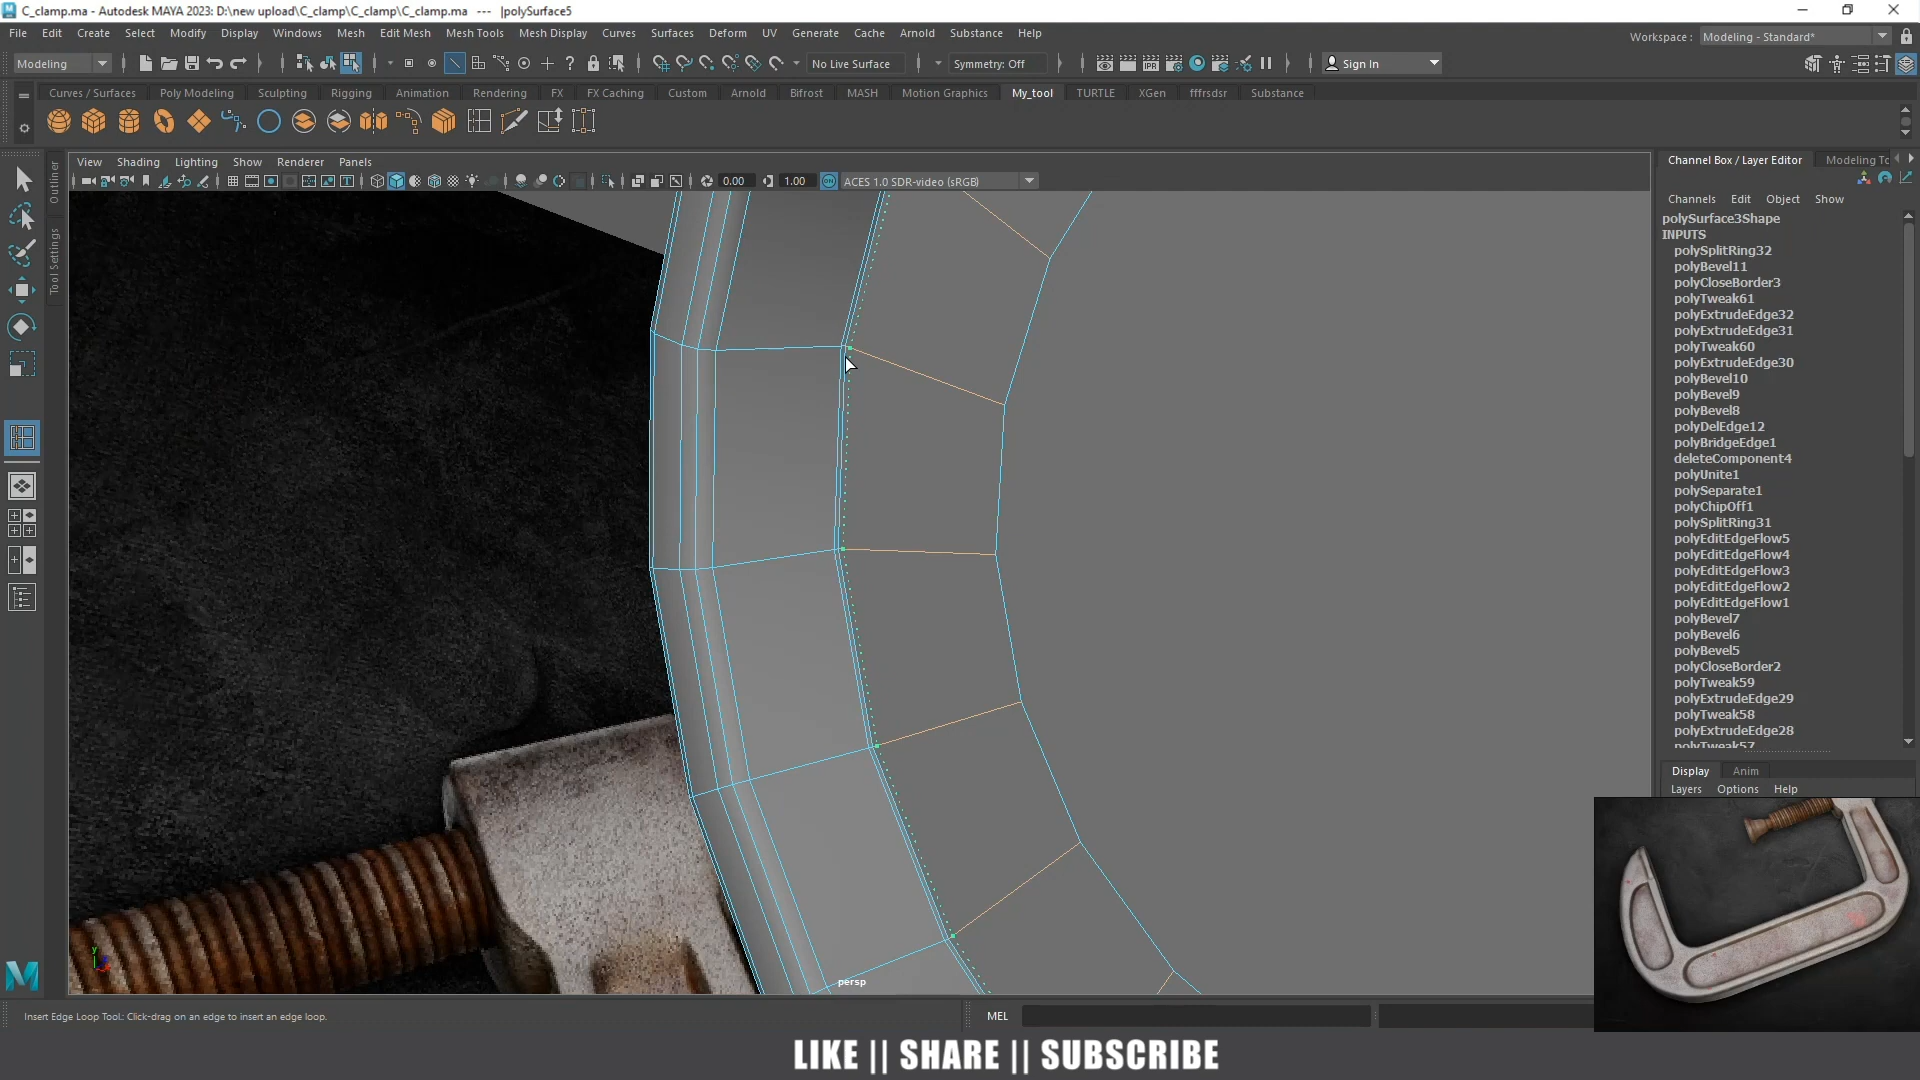 C_clamp.ma - Autodesk MAYA 2023: D:\new upload\C_clamp\C_clamp\C_clamp.ma --- |polySurface5
File Edit Create Select Modify Display Windows Mesh Edit Mesh Mesh Tools Mesh Display Curves Surfaces Deform UV Generate Cache Arnold Substance Help
Workspace : Modeling - Standard*
Modeling No Live Surface Symmetry: Off Sign In
Curves / Surfaces Poly Modeling Sculpting Rigging Animation Rendering FX FX Caching Custom Arnold Bifrost MASH Motion Graphics My_tool TURTLE XGen fffrsdsr Substance
View Shading Lighting Show Renderer Panels
0.00 1.00 ON ACES 1.0 SDR-video (sRGB)
Outliner
Tool Settings
Channel Box / Layer Editor Modeling To
Channels Edit Object Show
polySurface3Shape
INPUTS
polySplitRing32
polyBevel11
polyCloseBorder3
polyTweak61
polyExtrudeEdge32
polyExtrudeEdge31
polyTweak60
polyExtrudeEdge30
polyBevel10
polyBevel9
polyBevel8
polyDelEdge12
polyBridgeEdge1
deleteComponent4
polyUnite1
polySeparate1
polyChipOff1
polySplitRing31
polyEditEdgeFlow5
polyEditEdgeFlow4
polyEditEdgeFlow3
polyEditEdgeFlow2
polyEditEdgeFlow1
polyBevel7
polyBevel6
polyBevel5
polyCloseBorder2
polyTweak59
polyExtrudeEdge29
polyTweak58
polyExtrudeEdge28
polyTweak57
Display Anim
Layers Options Help
persp
y
Insert Edge Loop Tool: Click-drag on an edge to insert an edge loop.
MEL
LIKE || SHARE || SUBSCRIBE